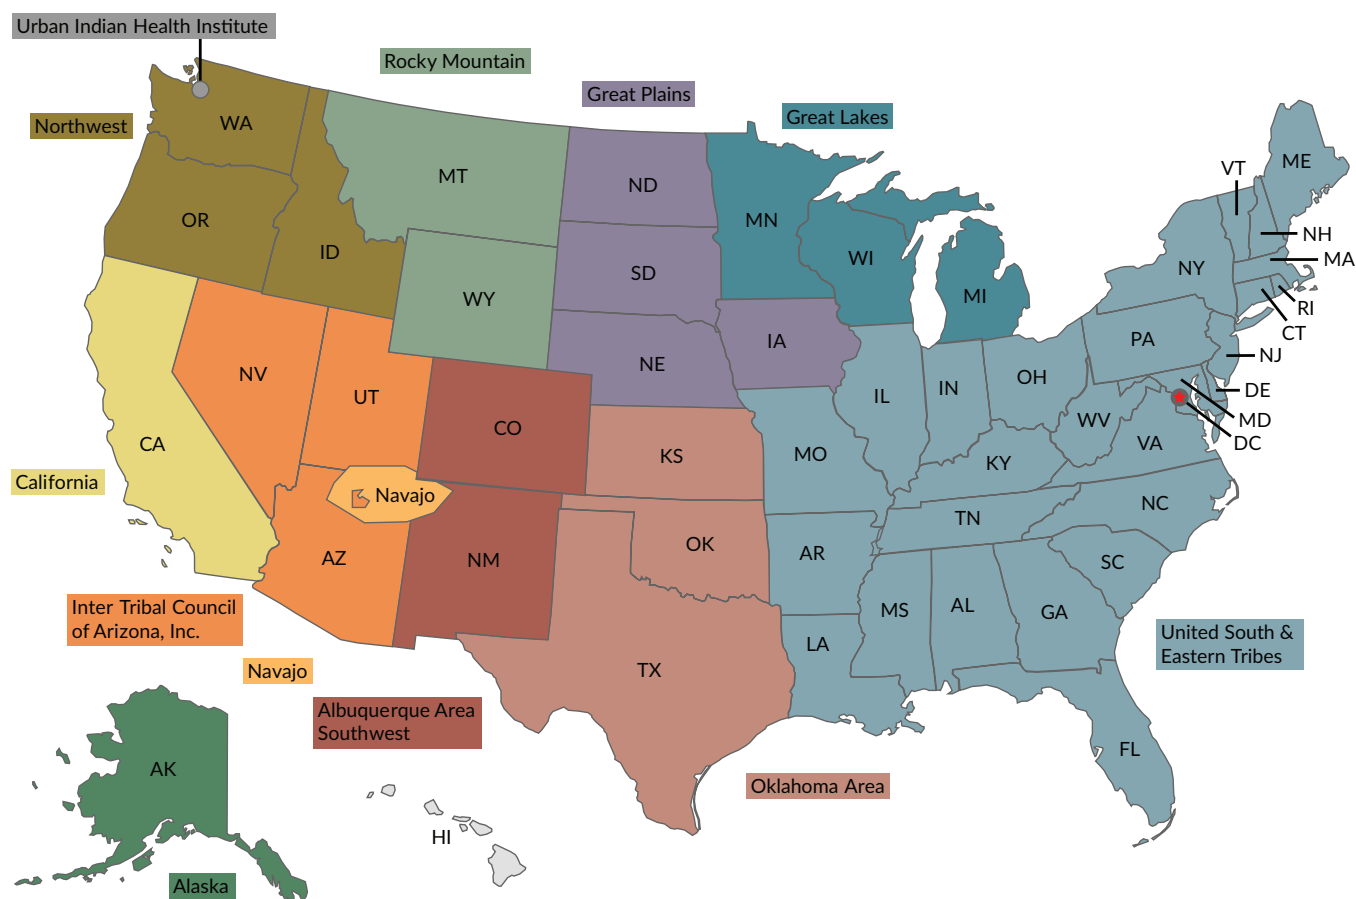 Urban Indian Health Institute
Rocky Mountain
Great Plains
Great Lakes
Northwest
WA
MT
ND
MN
ME
VT
OR
ID
WY
SD
WI
MI
NY
NH
MA
RI
CT
NJ
DE
MD
DC
PA
NV
UT
CO
NE
IA
IL
IN
OH
WV
VA
CA
California
Navajo
KS
MO
KY
NC
TN
SC
AZ
NM
OK
AR
MS
AL
GA
LA
TX
FL
Inter Tribal Council
of Arizona, Inc.
United South &
Eastern Tribes
Navajo
Albuquerque Area
Southwest
Oklahoma Area
AK
HI
Alaska